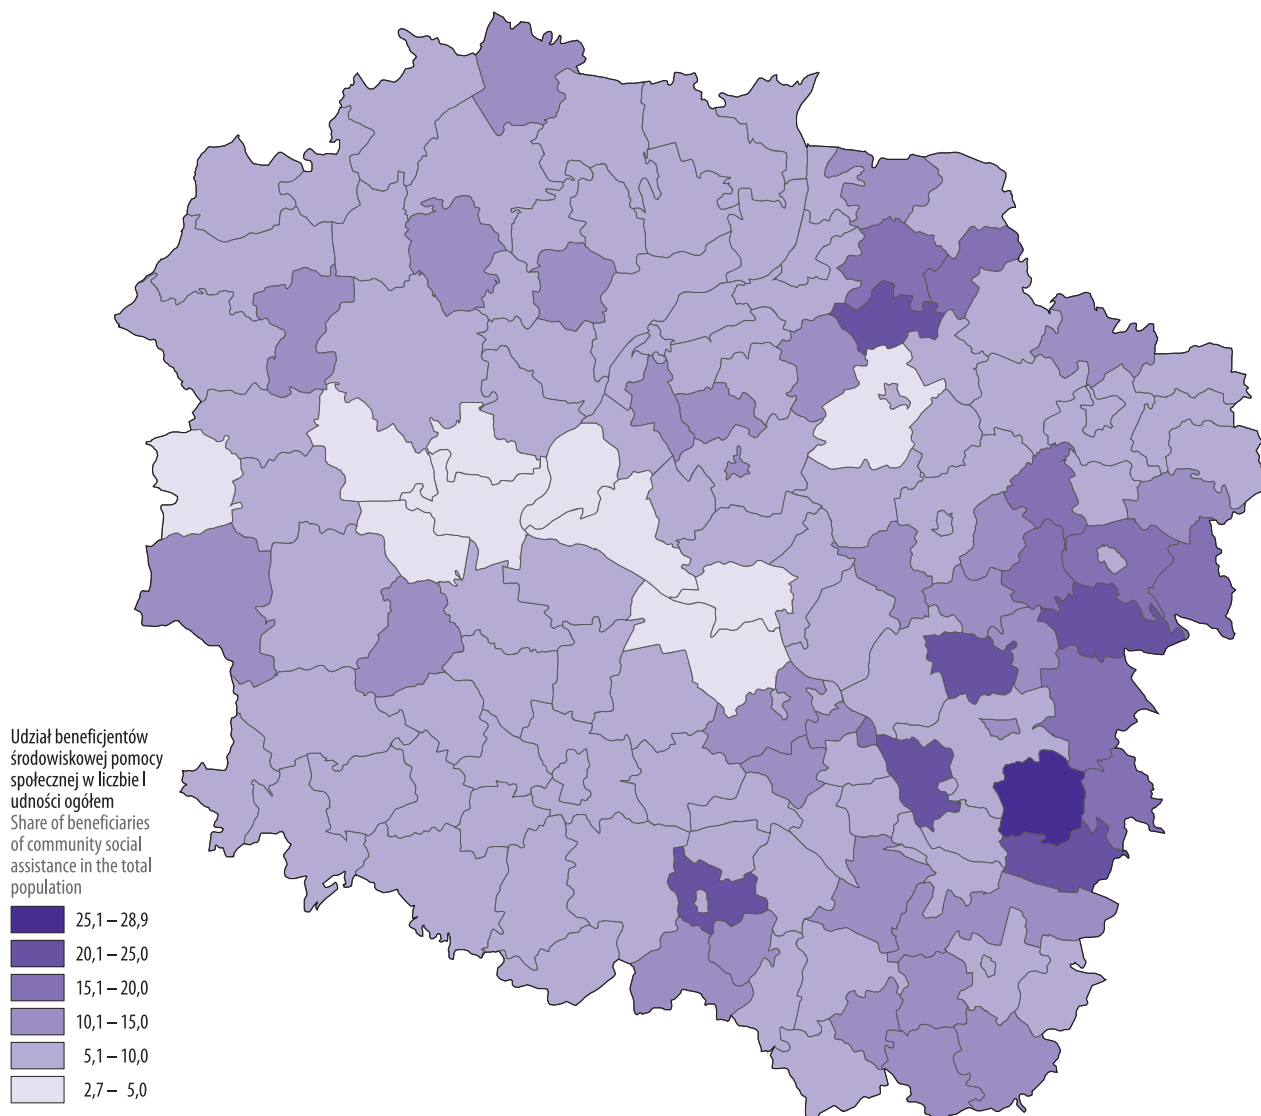 Udział beneficjentów
środowiskowej pomocy
społecznej w liczbie l
udności ogółem
Share of beneficiaries
of community social
assistance in the total
population
25,1 – 28,9
20,1 – 25,0
15,1 – 20,0
10,1 – 15,0
5,1 – 10,0
2,7 – 5,0